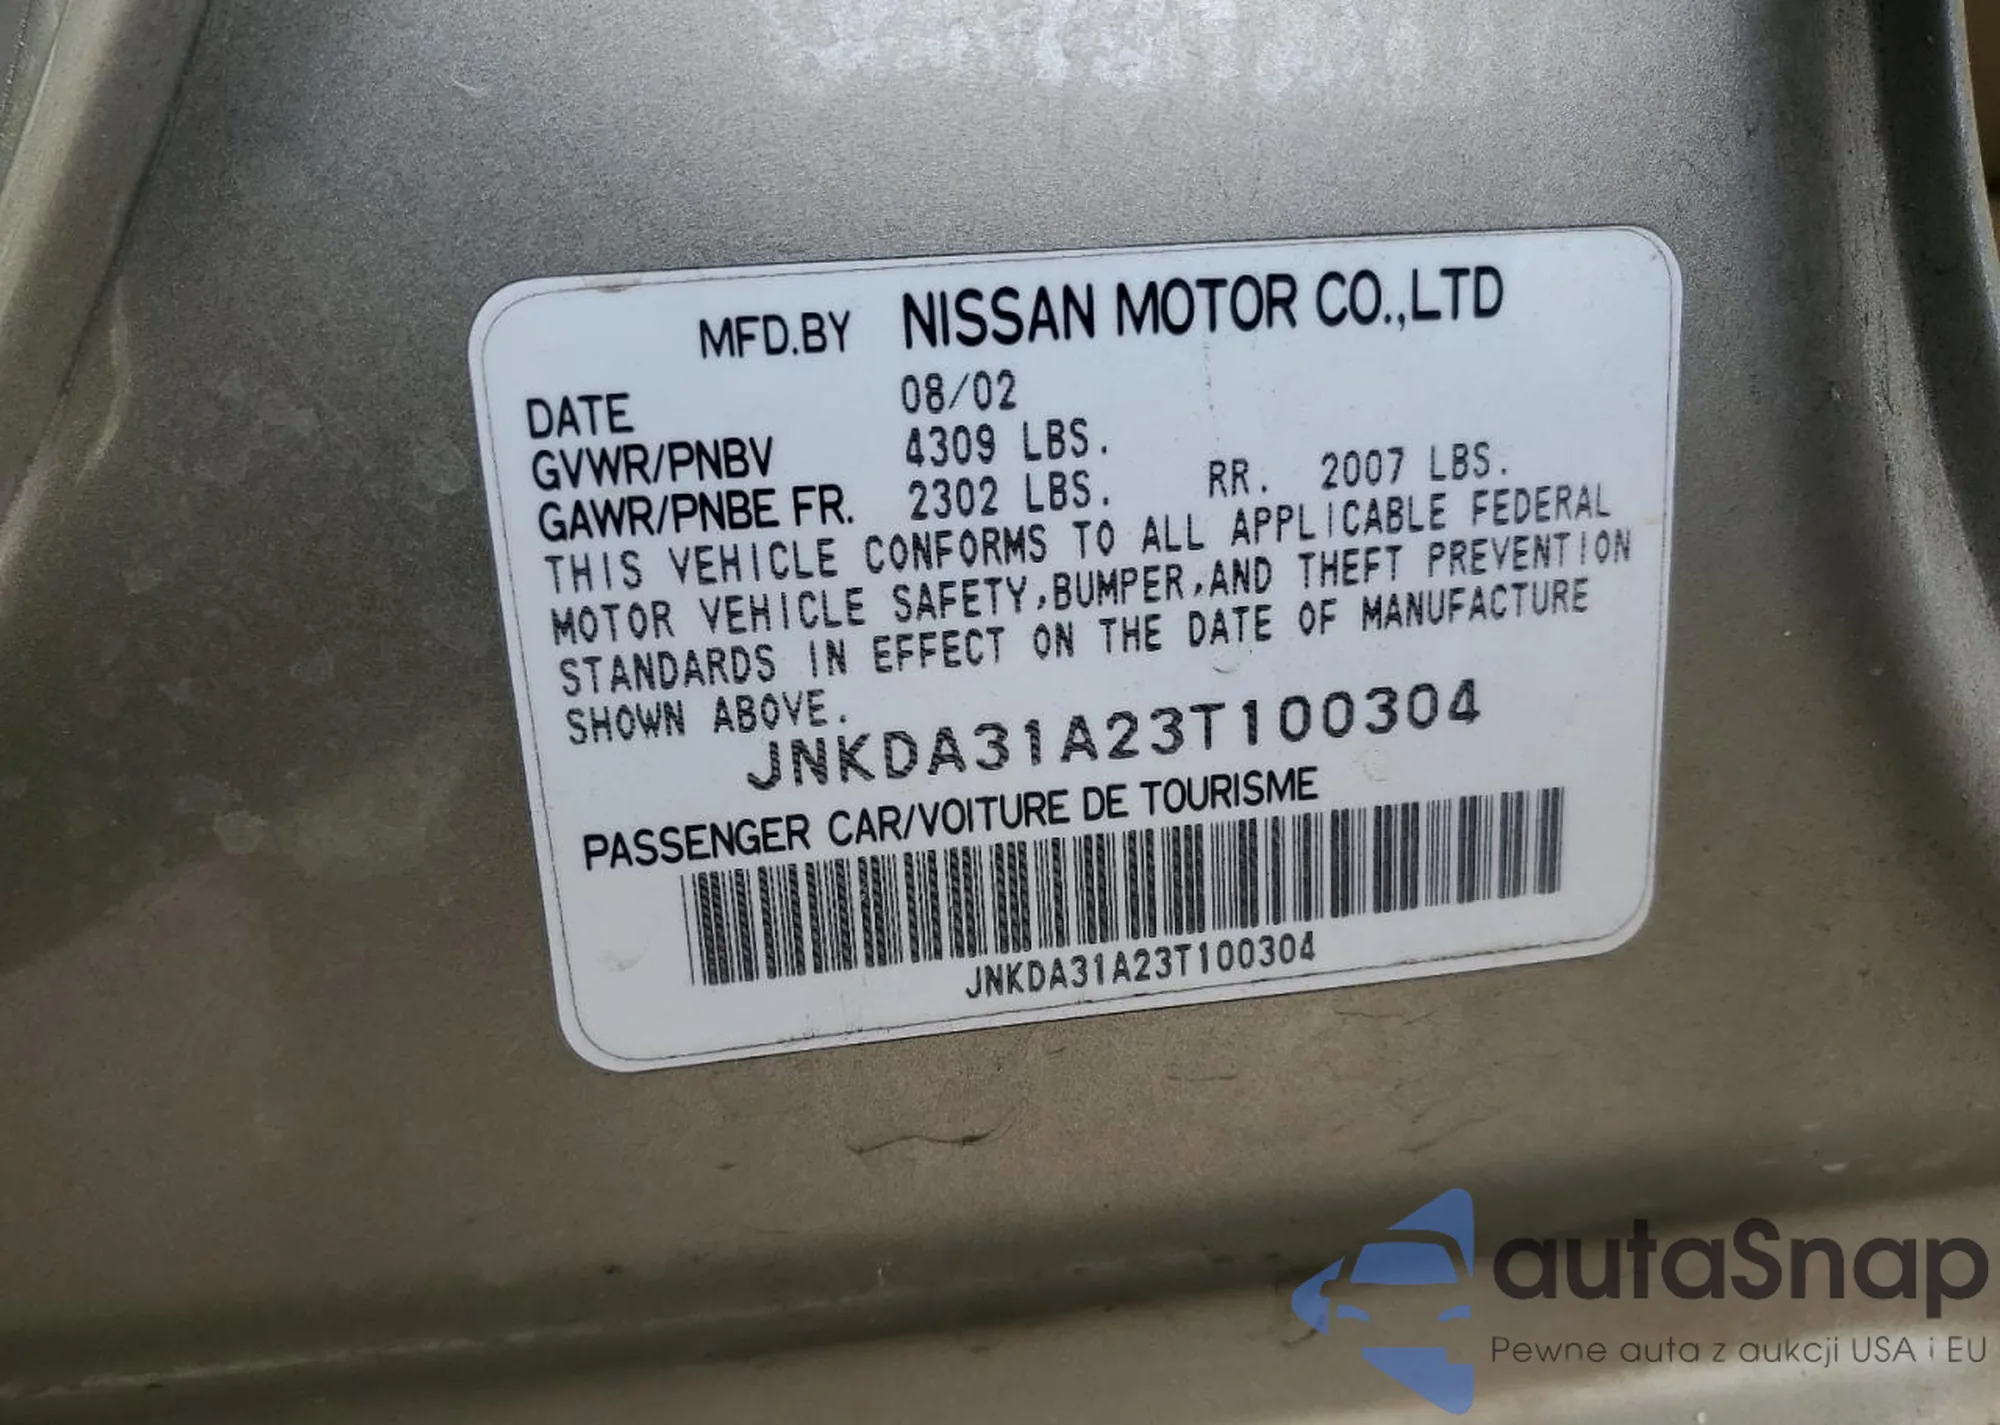 MFD.BY NISSAN MOTOR CO.,LTD
DATE 08/02
GVWR/PNBV 4309 LBS.
GAWR/PNBE FR. 2302 LBS. RR. 2007 LBS.
THIS VEHICLE CONFORMS TO ALL APPLICABLE FEDERAL
MOTOR VEHICLE SAFETY,BUMPER,AND THEFT PREVENTION
STANDARDS IN EFFECT ON THE DATE OF MANUFACTURE
SHOWN ABOVE.
JNKDA31A23T100304
PASSENGER CAR/VOITURE DE TOURISME
JNKDA31A23T100304
autaSnap
Pewne auta z aukcji USA i EU